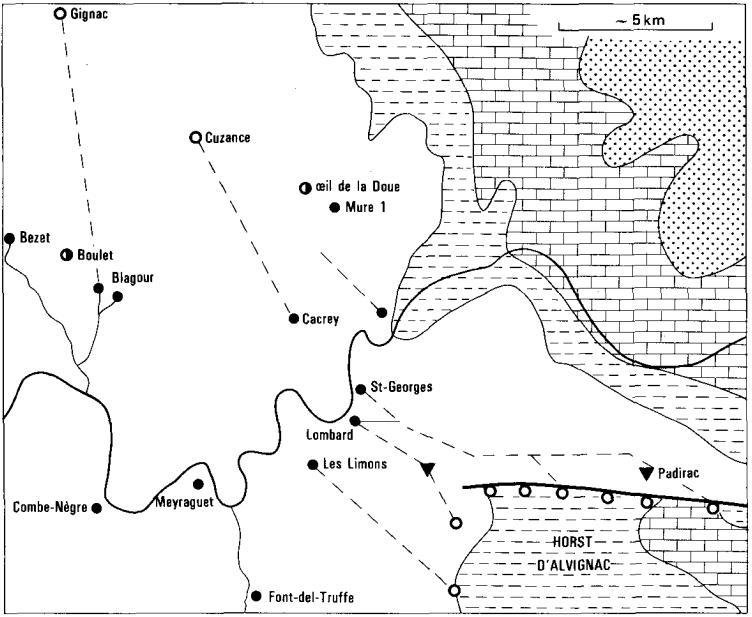 Gignac
~ 5 km
Cuzance
œil de la Doue
Mure 1
Bezet
Boulet
Blagour
Cacrey
St-Georges
Lombard
Les Limons
Padirac
Meyraguet
Combe-Nègre
HORST
D'ALVIGNAC
Font-del-Truffe